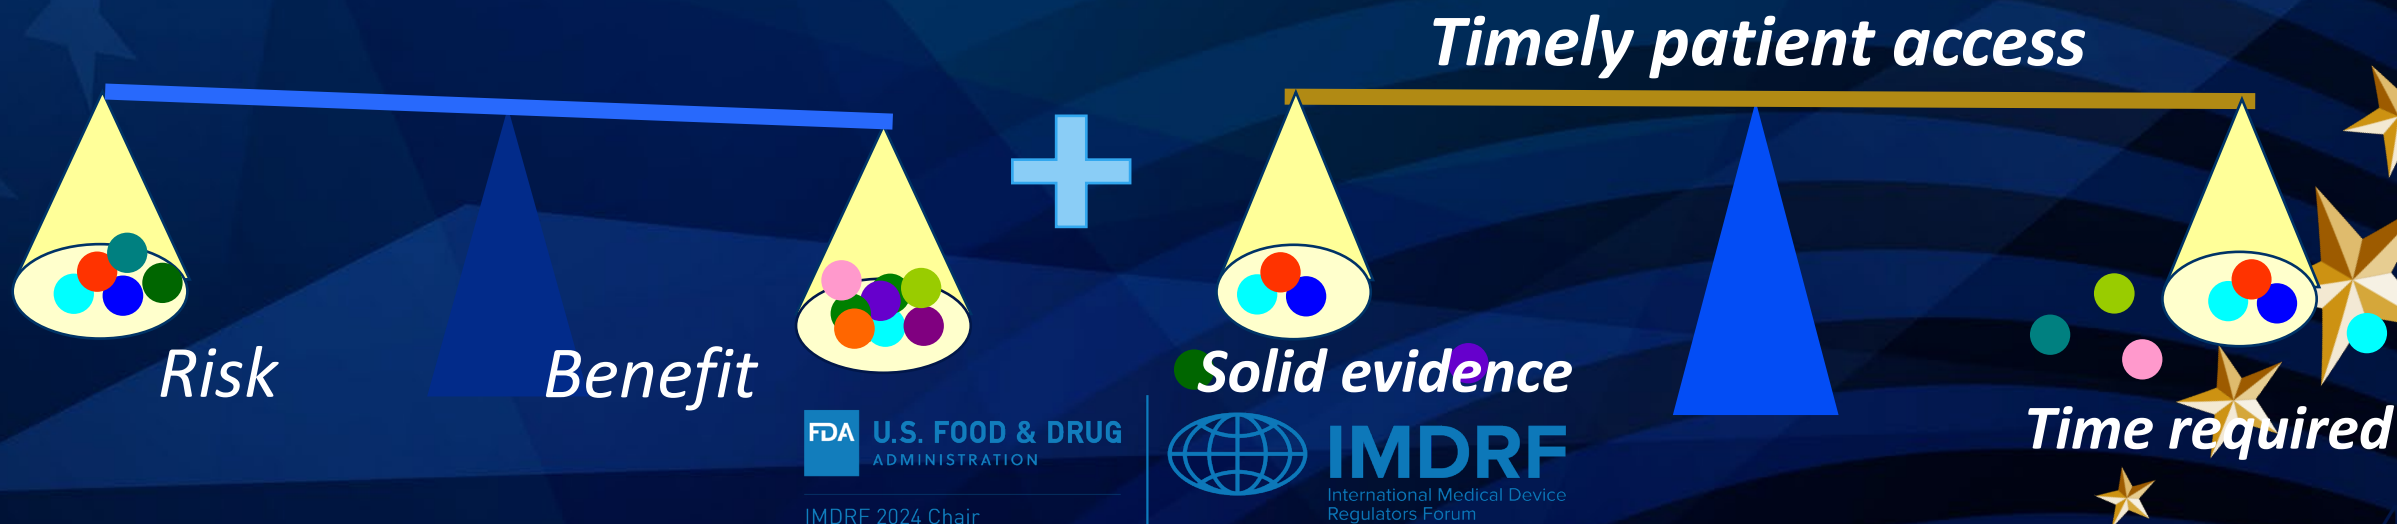 Timely patient access
Risk
Benefit
Solid evidence
Time required
FDA U.S. FOOD & DRUG
ADMINISTRATION
IMDRF 2024 Chair
IMDRF
International Medical Device
Regulators Forum